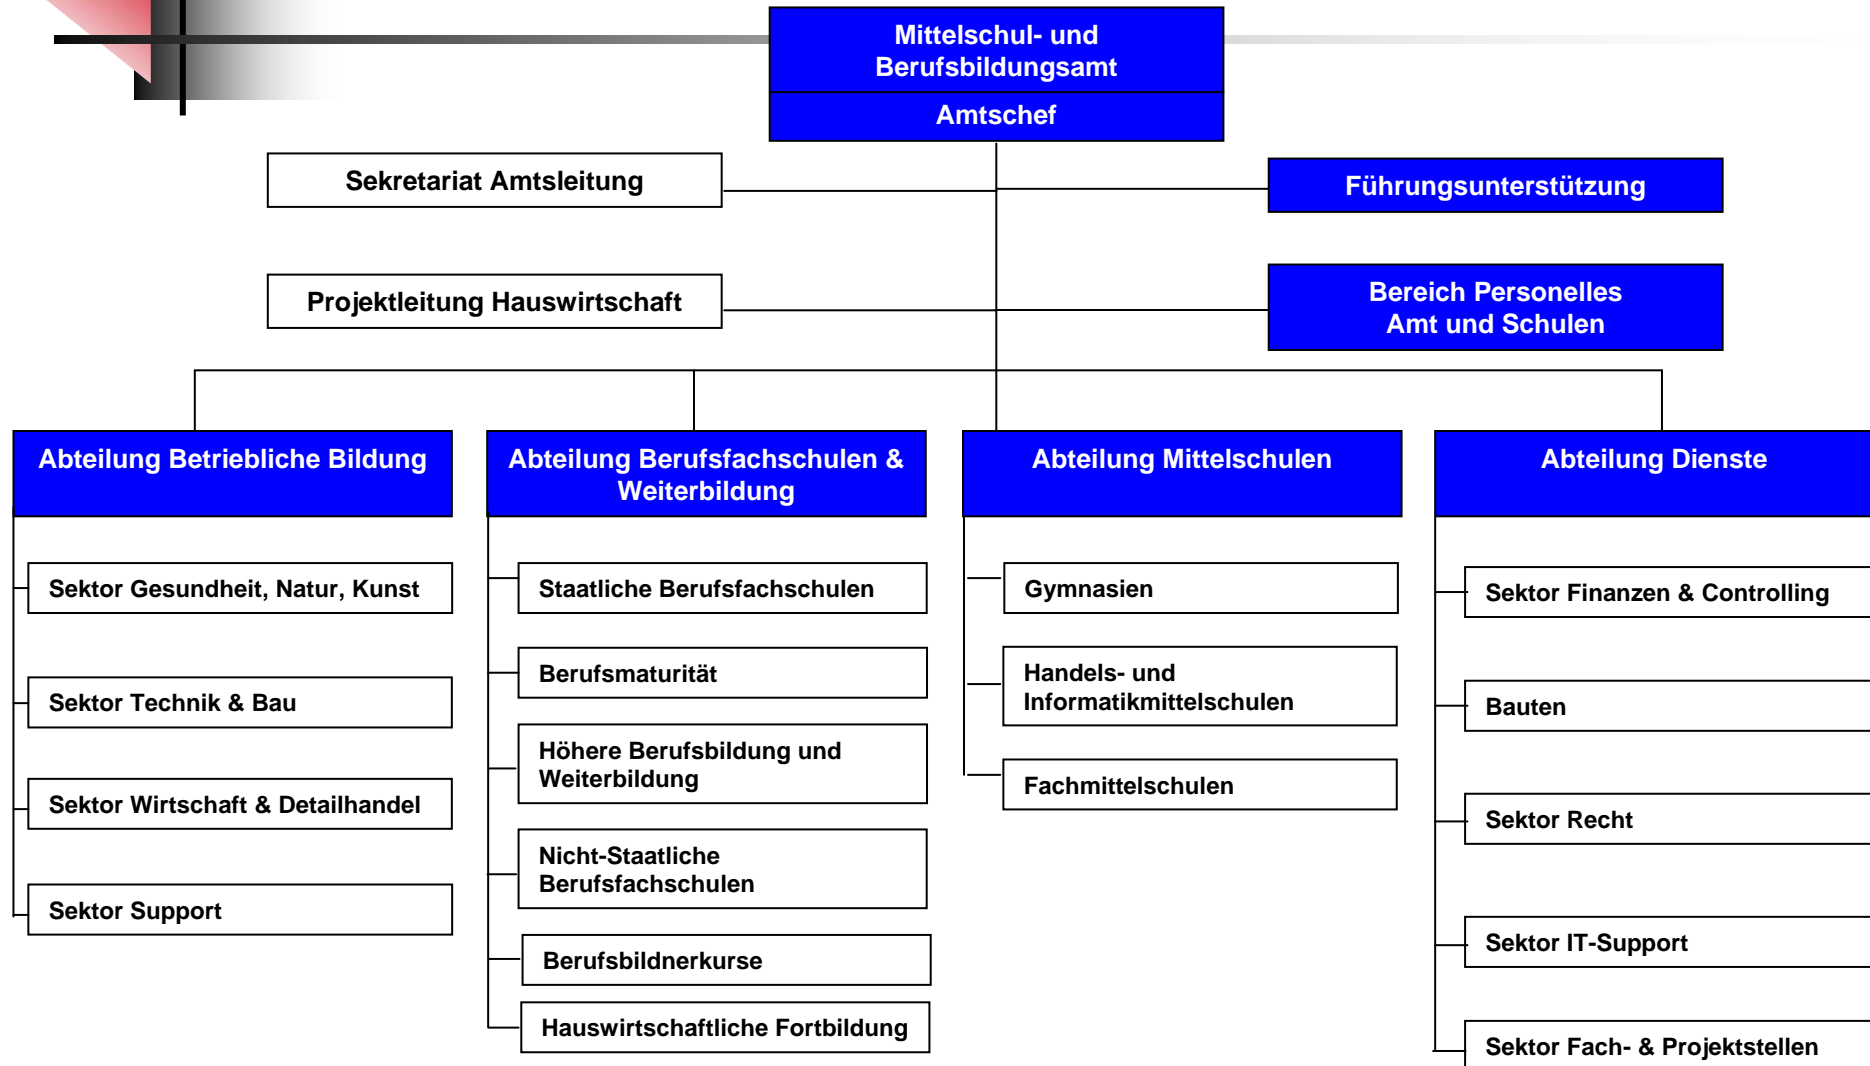 Mittelschul- und
Berufsbildungsamt
Amtschef
Sekretariat Amtsleitung
Führungsunterstützung
Projektleitung Hauswirtschaft
Bereich Personelles
Amt und Schulen
Abteilung Betriebliche Bildung
Sektor Gesundheit, Natur, Kunst
Sektor Technik & Bau
Sektor Wirtschaft & Detailhandel
Sektor Support
Abteilung Berufsfachschulen &
Weiterbildung
Staatliche Berufsfachschulen
Berufsmaturität
Höhere Berufsbildung und
Weiterbildung
Nicht-Staatliche
Berufsfachschulen
Berufsbildnerkurse
Hauswirtschaftliche Fortbildung
Abteilung Mittelschulen
Gymnasien
Handels- und
Informatikmittelschulen
Fachmittelschulen
Abteilung Dienste
Sektor Finanzen & Controlling
Bauten
Sektor Recht
Sektor IT-Support
Sektor Fach- & Projektstellen